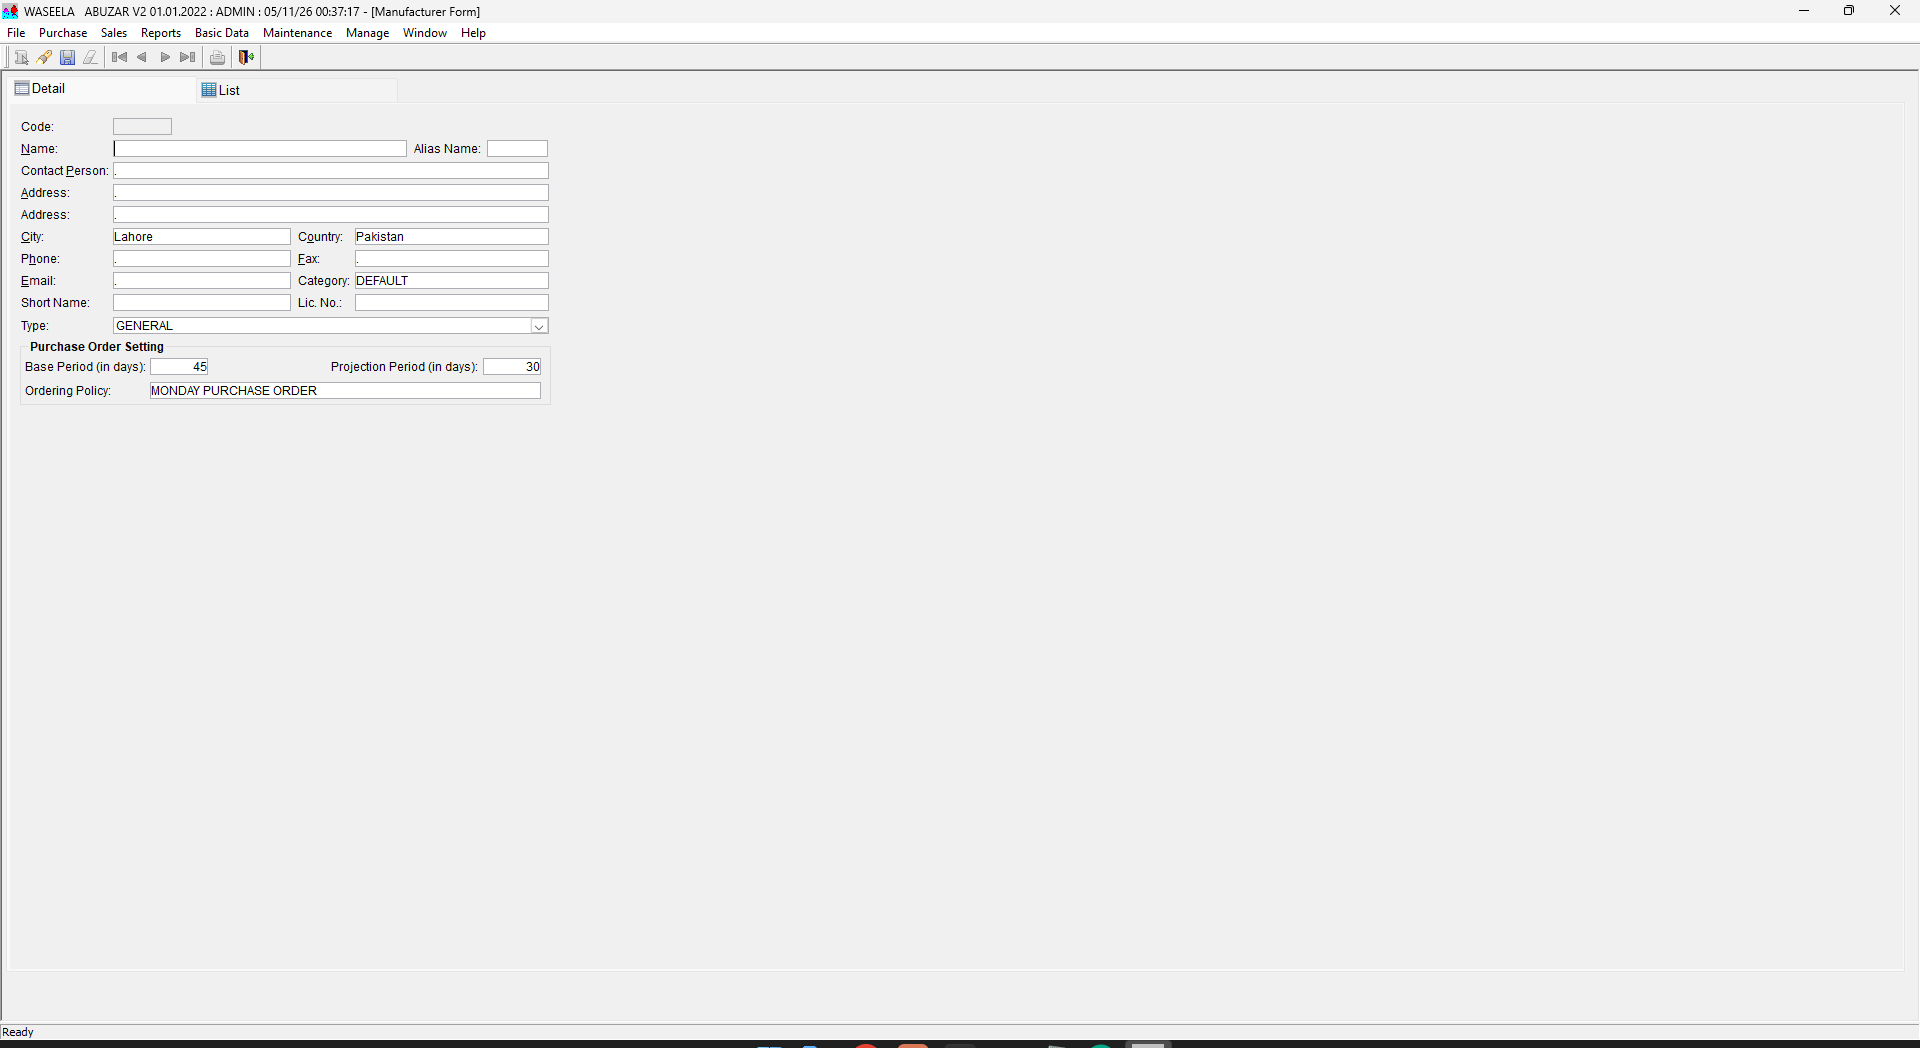 WASEELA   ABUZAR V2 01.01.2022 : ADMIN : 05/11/26 00:37:17 - [Manufacturer Form]
File Purchase Sales Reports Basic Data Maintenance Manage Window Help
Detail List
Code:
Name: Alias Name:
Contact Person: .
Address: .
Address: .
City: Lahore Country: Pakistan
Phone: . Fax: .
Email: . Category: DEFAULT
Short Name: Lic. No.:
Type: GENERAL
Purchase Order Setting
Base Period (in days): 45 Projection Period (in days): 30
Ordering Policy: MONDAY PURCHASE ORDER
Ready